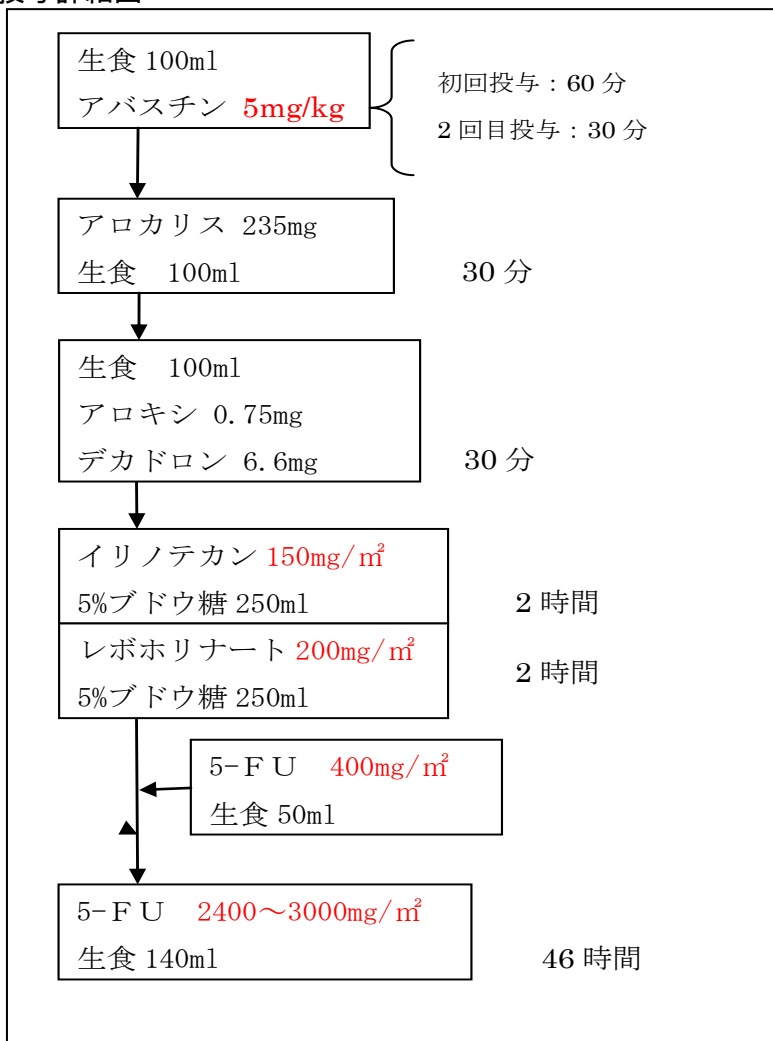 生食 100ml
アバスチン 5mg/kg
初回投与：60 分
2 回目投与：30 分
アロカリス 235mg
生食　100ml
30 分
生食　100ml
アロキシ 0.75mg
デカドロン 6.6mg
30 分
イリノテカン 150mg/㎡
5%ブドウ糖 250ml
2 時間
レボホリナート 200mg/㎡
5%ブドウ糖 250ml
2 時間
5-ＦＵ　400mg/㎡
生食 50ml
5-ＦＵ　2400～3000mg/㎡
生食 140ml
46 時間